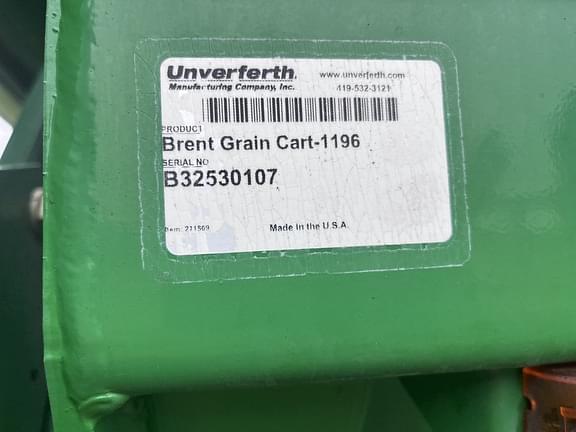 Unverferth www.unverferth.com
Manufacturing Company, Inc. 419-532-3121
PRODUCT
Brent Grain Cart-1196
SERIAL NO
B32530107
Item: Made in the U.S.A.